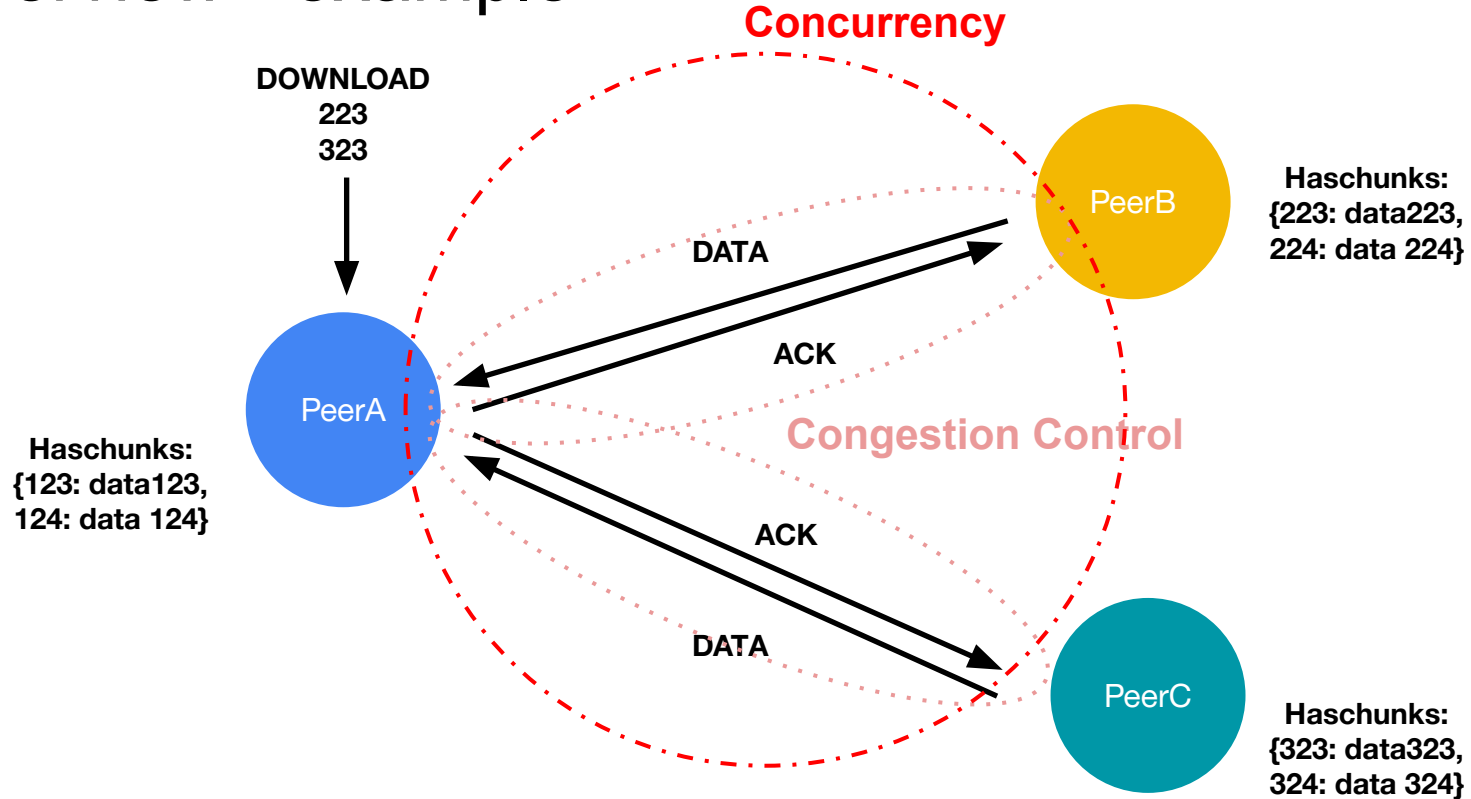 example
Concurrency
DOWNLOAD
223
323
PeerB
Haschunks:
{223: data223,
224: data 224}
DATA
ACK
PeerA
Congestion Control
Haschunks:
{123: data123,
124: data 124}
ACK
DATA
PeerC
Haschunks:
{323: data323,
324: data 324}